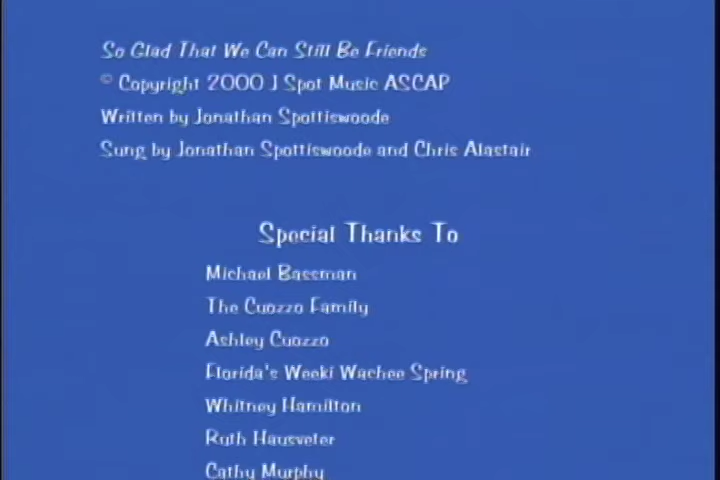 So Glad That We Can Still Be Friends
© Copyright 2000 J Spot Music ASCAP
Written by Jonathan Spottiswoode
Sung by Jonathan Spottiswoode and Chris Alastair
Special Thanks To
Michael Bassman
The Cuozzo Family
Ashley Cuozzo
Florida's Weeki Wachee Spring
Whitney Hamilton
Ruth Hausveter
Cathy Murphy